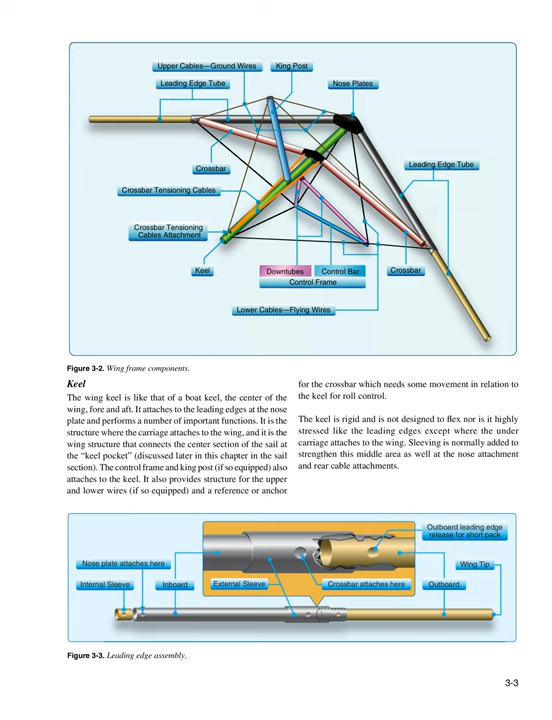 Upper Cables—Ground Wires
King Post
Leading Edge Tube
Nose Plates
Leading Edge Tube
Crossbar
Crossbar Tensioning Cables
Crossbar Tensioning
Cables Attachment
Keel
Downtubes
Control Bar
Crossbar
Control Frame
Lower Cables—Flying Wires
Figure 3-2. Wing frame components.
Keel
The wing keel is like that of a boat keel, the center of the
wing, fore and aft. It attaches to the leading edges at the nose
plate and performs a number of important functions. It is the
structure where the carriage attaches to the wing, and it is the
wing structure that connects the center section of the sail at
the “keel pocket” (discussed later in this chapter in the sail
section). The control frame and king post (if so equipped) also
attaches to the keel. It also provides structure for the upper
and lower wires (if so equipped) and a reference or anchor
for the crossbar which needs some movement in relation to
the keel for roll control.
The keel is rigid and is not designed to flex nor is it highly
stressed like the leading edges except where the under
carriage attaches to the wing. Sleeving is normally added to
strengthen this middle area as well at the nose attachment
and rear cable attachments.
Outboard leading edge
release for short pack
Nose plate attaches here
Wing Tip
Internal Sleeve
Inboard
External Sleeve
Crossbar attaches here
Outboard
Figure 3-3. Leading edge assembly.
3-3